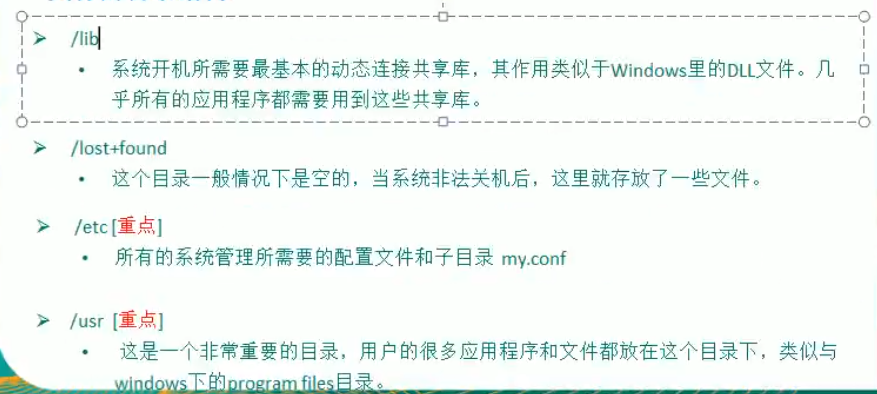 /lib
系统开机所需要最基本的动态连接共享库，其作用类似于Windows里的DLL文件。几
乎所有的应用程序都需要用到这些共享库。
/lost+found
这个目录一般情况下是空的，当系统非法关机后，这里就存放了一些文件。
/etc [重点]
所有的系统管理所需要的配置文件和子目录 my.conf
/usr [重点]
这是一个非常重要的目录，用户的很多应用程序和文件都放在这个目录下，类似与
windows下的program files目录。